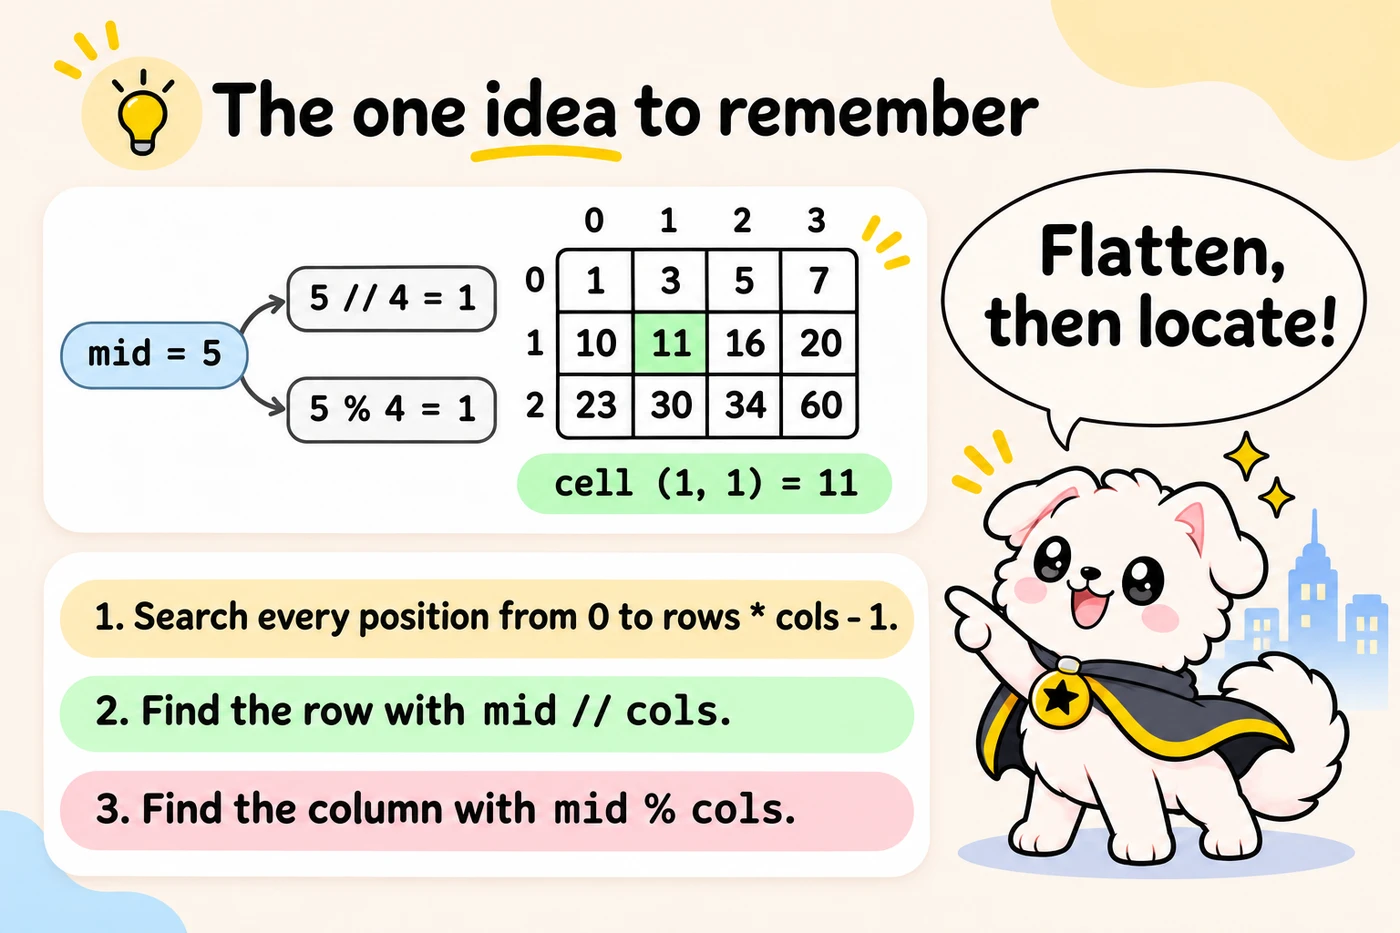 The one idea to remember
mid = 5
5 // 4 = 1
5 % 4 = 1
0 1 2 3
0 1 3 5 7
1 10 11 16 20
2 23 30 34 60
cell (1, 1) = 11
Flatten,
then locate!
1. Search every position from 0 to rows * cols - 1.
2. Find the row with mid // cols.
3. Find the column with mid % cols.